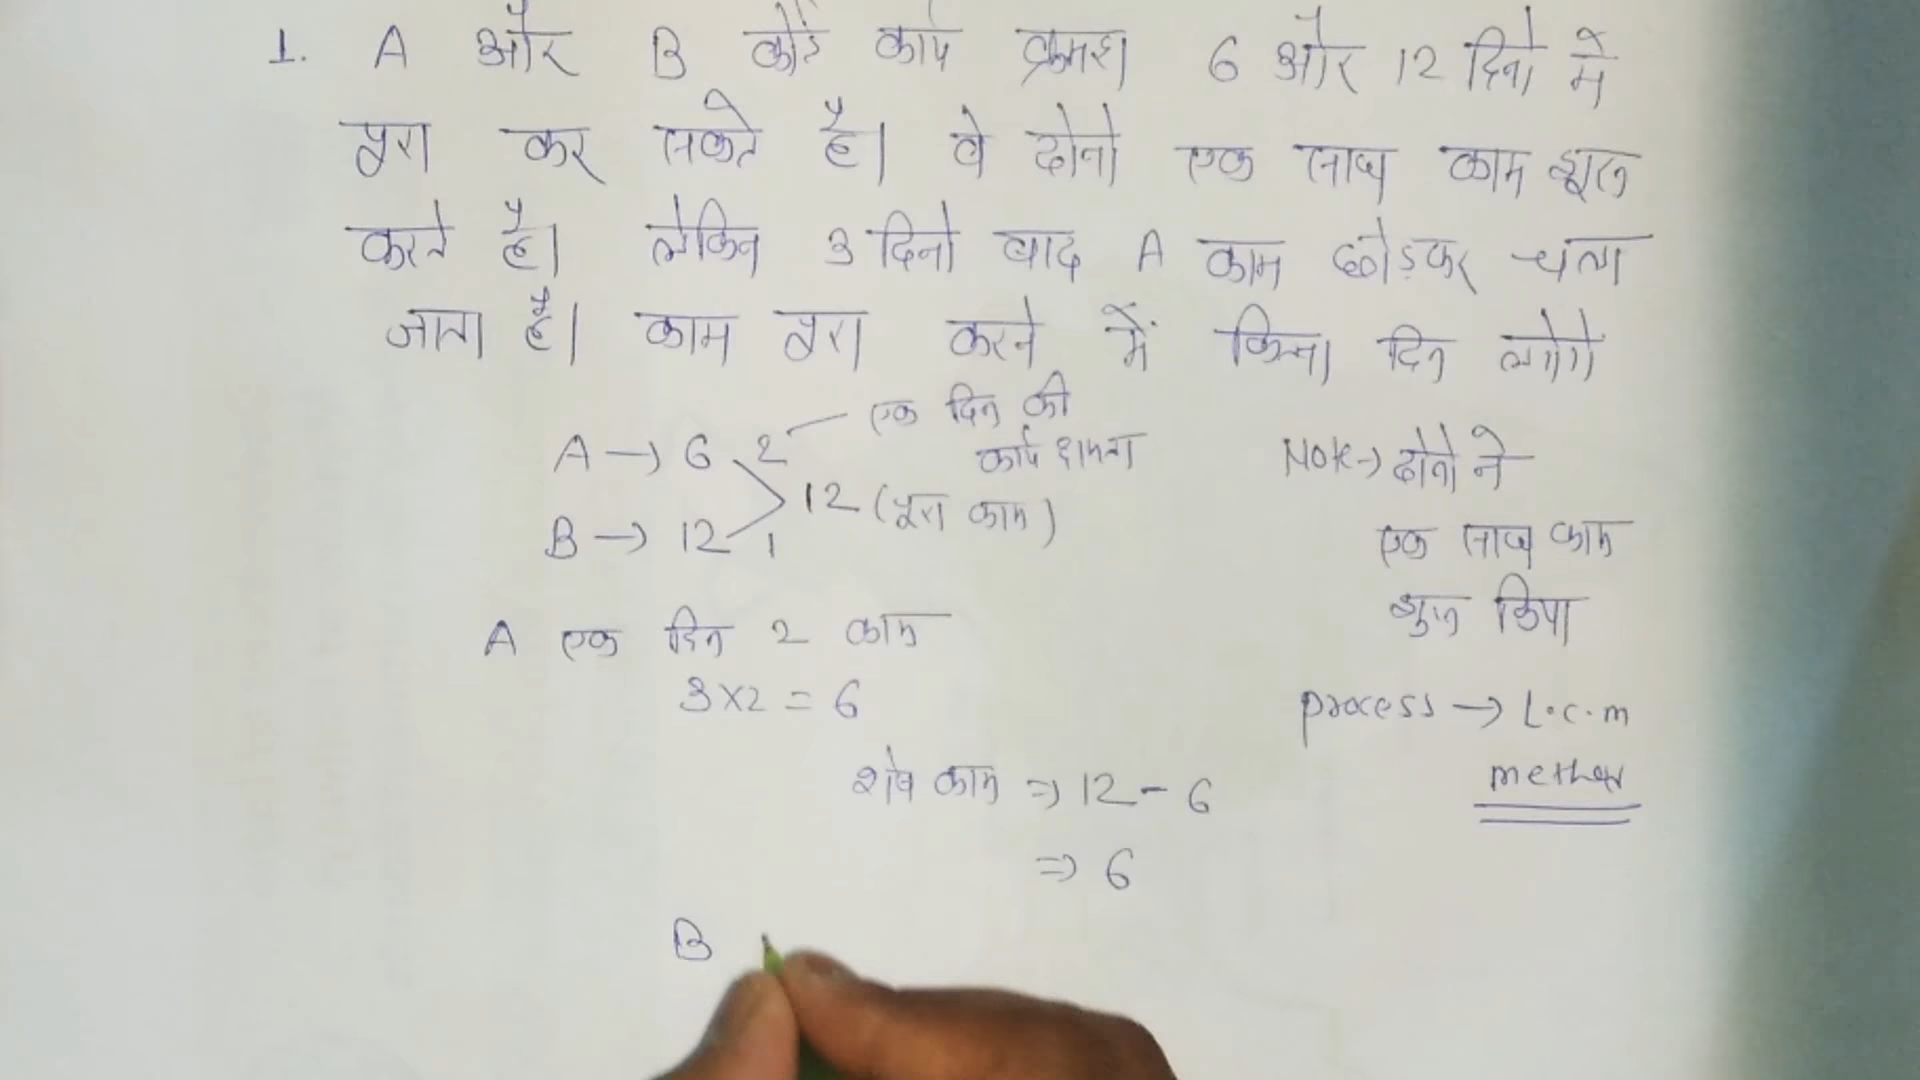 1. A और B कोई कार्य क्रमश 6 और 12 दिनो मे
पूरा कर सकते है। वे दोनो एक साथ काम शुरू
करते है। लेकिन 3 दिनो बाद A काम छोड़कर चला
जाता है। काम पूरा करने में कितना दिन लगेगे
एक दिन की
कार्य क्षमता
A → 6 2
12 (पूरा काम)
B → 12 1
Note→ दोनो ने
एक साथ काम
शुरू किया
A एक दिन 2 काम
3×2 = 6
process → L.C.m
method
शेष काम ⇒ 12 - 6
⇒ 6
B